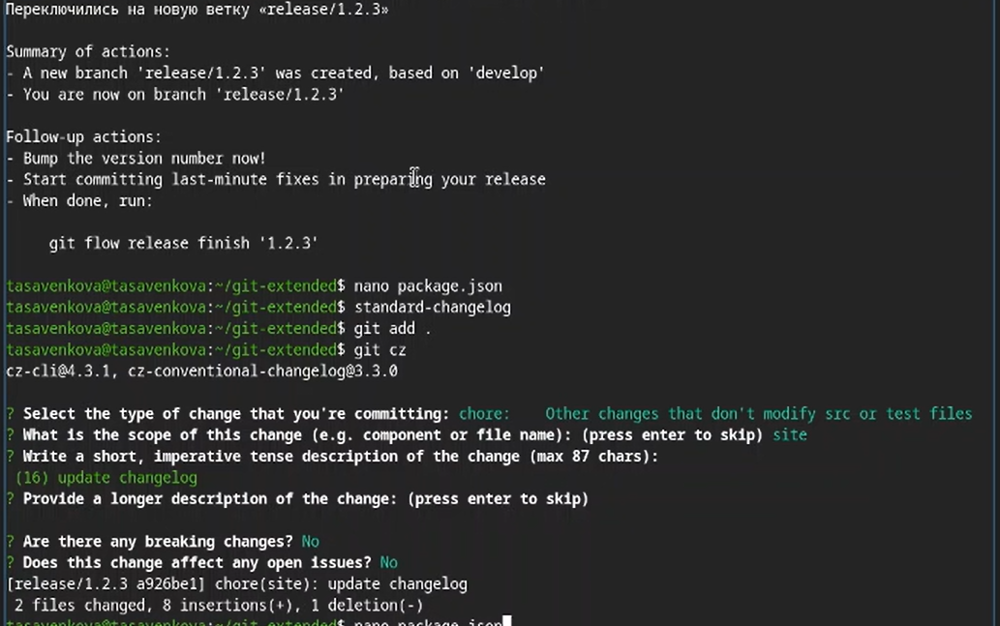 Переключились на новую ветку «release/1.2.3»
Summary of actions:
- A new branch 'release/1.2.3' was created, based on 'develop'
- You are now on branch 'release/1.2.3'
Follow-up actions:
- Bump the version number now!
- Start committing last-minute fixes in preparing your release
- When done, run:
git flow release finish '1.2.3'
tasavenkova@tasavenkova:~/git-extended$ nano package.json
tasavenkova@tasavenkova:~/git-extended$ standard-changelog
tasavenkova@tasavenkova:~/git-extended$ git add .
tasavenkova@tasavenkova:~/git-extended$ git cz
cz-cli@4.3.1, cz-conventional-changelog@3.3.0
? Select the type of change that you're committing: chore:    Other changes that don't modify src or test files
? What is the scope of this change (e.g. component or file name): (press enter to skip) site
? Write a short, imperative tense description of the change (max 87 chars):
(16) update changelog
? Provide a longer description of the change: (press enter to skip)
? Are there any breaking changes? No
? Does this change affect any open issues? No
[release/1.2.3 a926be1] chore(site): update changelog
2 files changed, 8 insertions(+), 1 deletion(-)
tasavenkova@tasavenkova:~/git-extended$ nano package.json